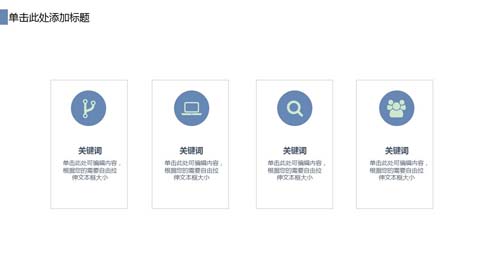 单击此处添加标题
关键词
单击此处可编辑内容，
根据您的需要自由拉
伸文本框大小
关键词
单击此处可编辑内容，
根据您的需要自由拉
伸文本框大小
关键词
单击此处可编辑内容，
根据您的需要自由拉
伸文本框大小
关键词
单击此处可编辑内容，
根据您的需要自由拉
伸文本框大小